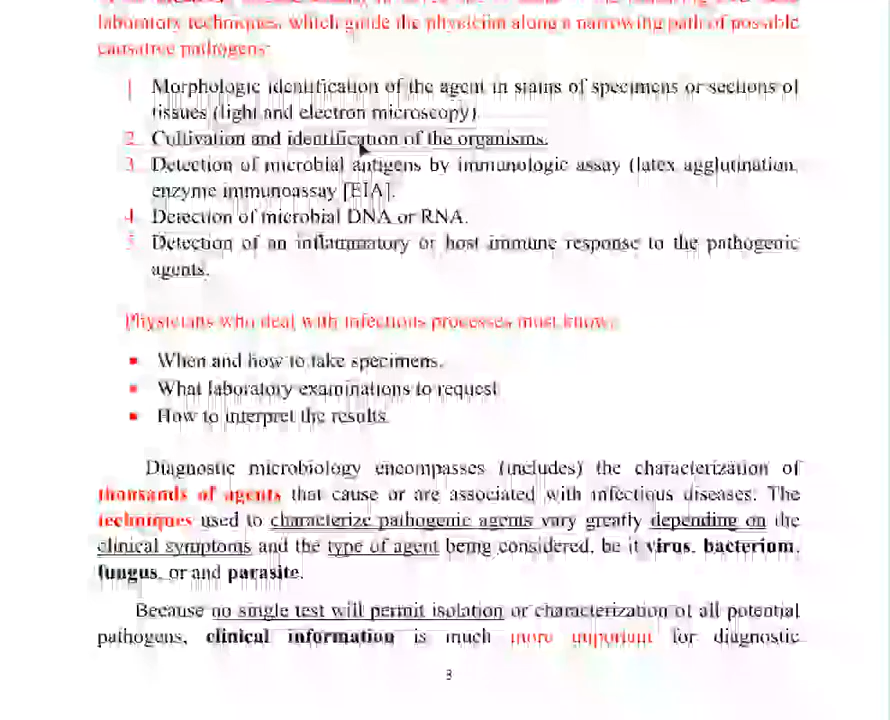 laboratory techniques, which guide the physician along a narrowing path of possible
causative pathogens:
1 Morphologic identification of the agent in stains of specimens or sections of
tissues (light and electron microscopy).
2. Cultivation and identification of the organisms.
3. Detection of microbial antigens by immunologic assay (latex agglutination,
enzyme immunoassay [EIA].
4. Detection of microbial DNA or RNA.
5. Detection of an inflammatory or host immune response to the pathogenic
agents.
Physicians who deal with infectious processes must know:
▪ When and how to take specimens.
▪ What laboratory examinations to request
▪ How to interpret the results.
Diagnostic microbiology encompasses (includes) the characterization of
thousands of agents that cause or are associated with infectious diseases. The
techniques used to characterize pathogenic agents vary greatly depending on the
clinical symptoms and the type of agent being considered, be it virus, bacterium,
fungus, or and parasite.
Because no single test will permit isolation or characterization of all potential
pathogens, clinical information is much more important for diagnostic
8